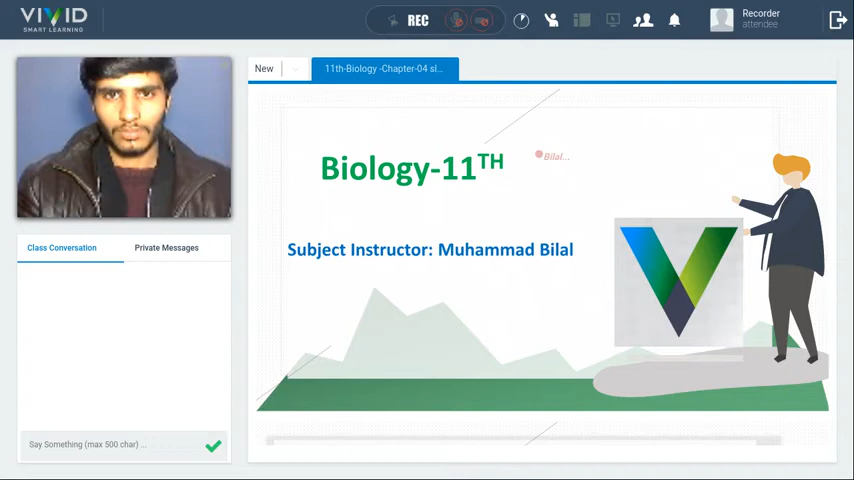 VIVID
SMART LEARNING
REC
Recorder
attendee
New
11th-Biology -Chapter-04 sl...
Biology-11TH
Bilal...
Subject Instructor: Muhammad Bilal
Class Conversation
Private Messages
Say Something (max 500 char) ...